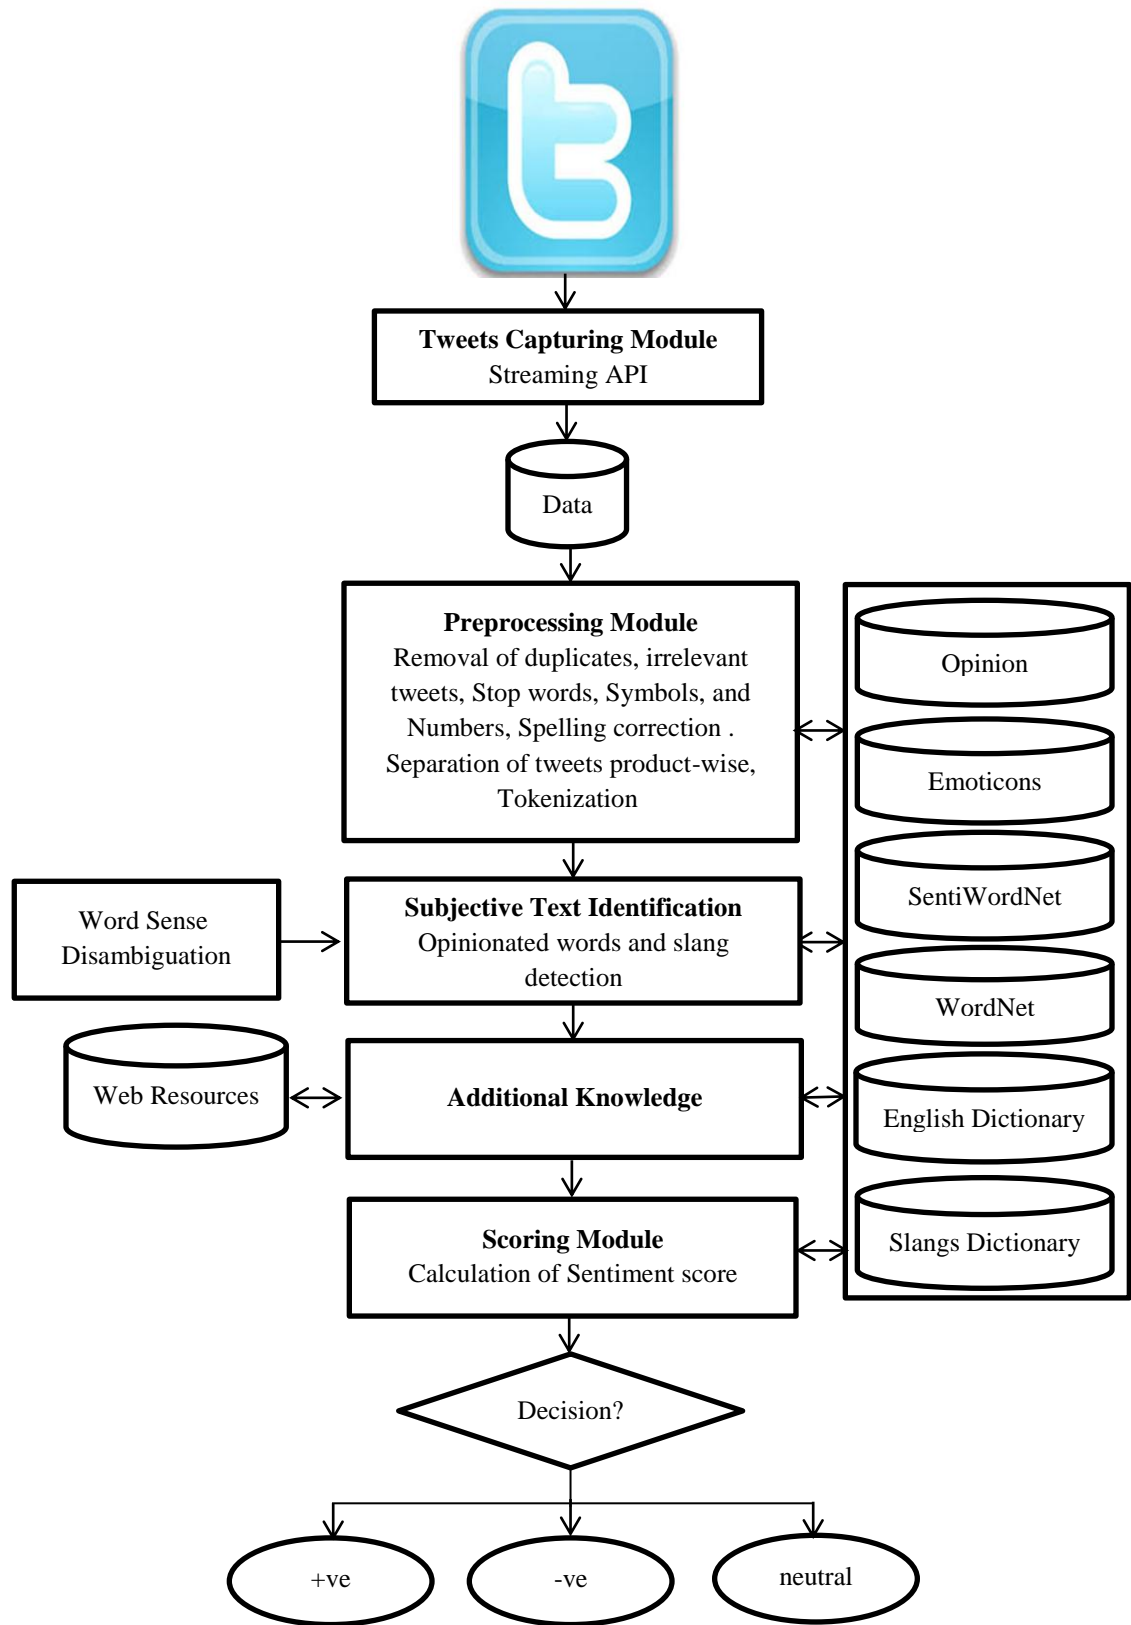 t
Tweets Capturing Module
Streaming API
Data
Preprocessing Module
Removal of duplicates, irrelevant
tweets, Stop words, Symbols, and
Numbers, Spelling correction .
Separation of tweets product-wise,
Tokenization
Opinion
Emoticons
SentiWordNet
WordNet
English Dictionary
Slangs Dictionary
Word Sense
Disambiguation
Subjective Text Identification
Opinionated words and slang
detection
Web Resources
Additional Knowledge
Scoring Module
Calculation of Sentiment score
Decision?
+ve
-ve
neutral